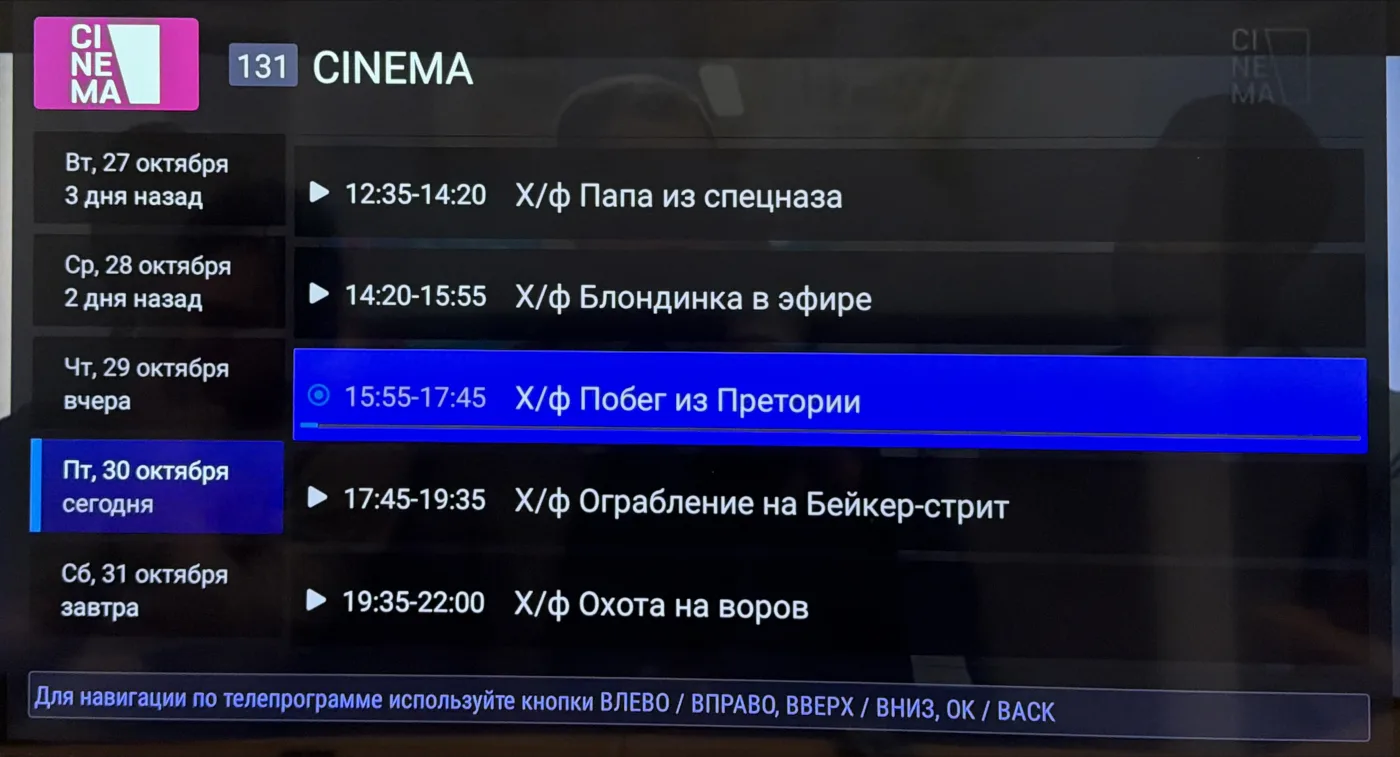 CI
NE
MA
131 CINEMA
CI
NE
MA
Вт, 27 октября
3 дня назад
Ср, 28 октября
2 дня назад
Чт, 29 октября
вчера
Пт, 30 октября
сегодня
Сб, 31 октября
завтра
12:35-14:20 Х/ф Папа из спецназа
14:20-15:55 Х/ф Блондинка в эфире
15:55-17:45 Х/ф Побег из Претории
17:45-19:35 Х/ф Ограбление на Бейкер-стрит
19:35-22:00 Х/ф Охота на воров
Для навигации по телепрограмме используйте кнопки ВЛЕВО / ВПРАВО, ВВЕРХ / ВНИЗ, OK / BACK